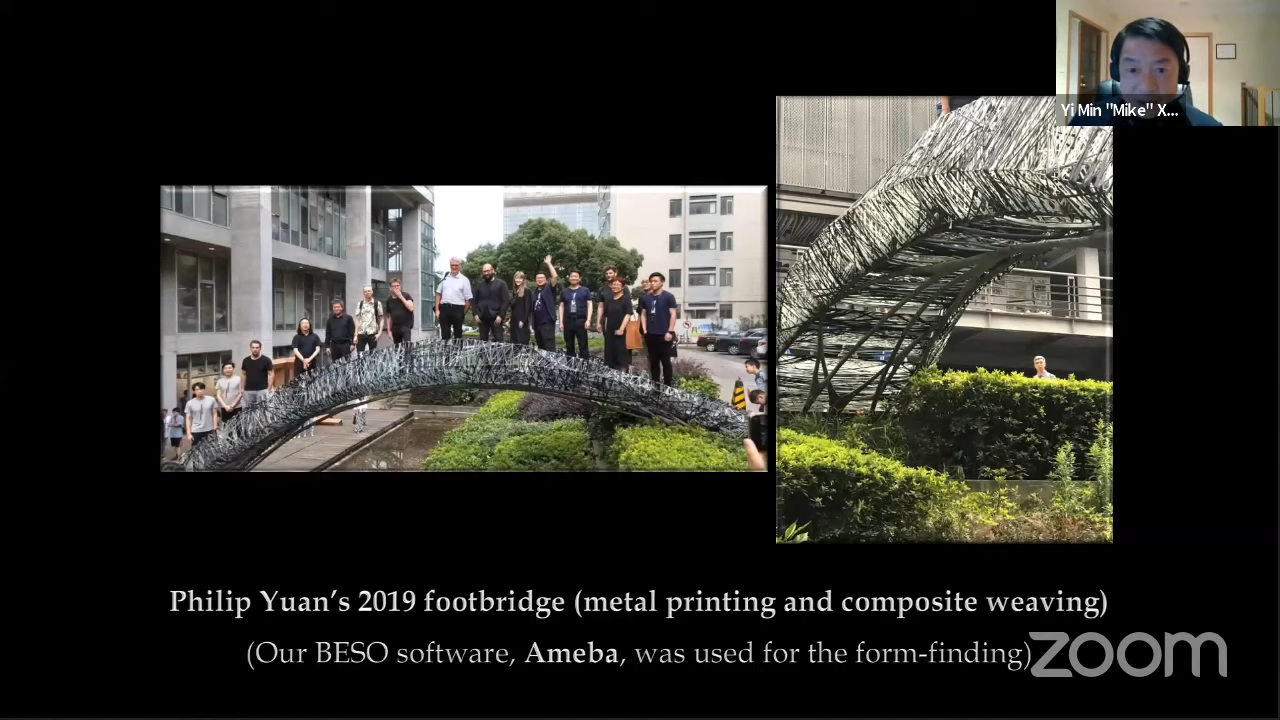 Yi Min "Mike" X...
Philip Yuan’s 2019 footbridge (metal printing and composite weaving)
(Our BESO software, Ameba, was used for the form-finding)
zoom